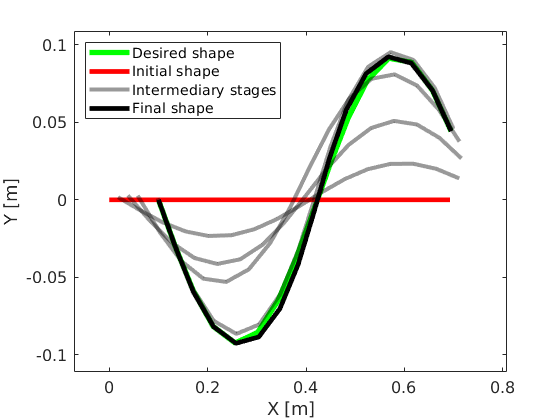 Desired shape
Initial shape
Intermediary stages
Final shape
0.1
0.05
0
-0.05
-0.1
Y [m]
0 0.2 0.4 0.6 0.8
X [m]